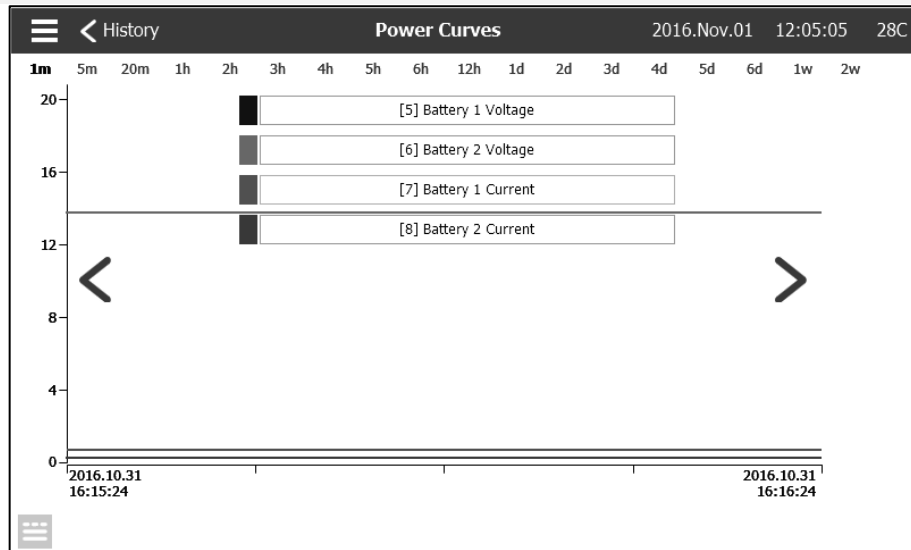 History Power Curves 2016.Nov.01 12:05:05 28C
1m 5m 20m 1h 2h 3h 4h 5h 6h 12h 1d 2d 3d 4d 5d 6d 1w 2w
20
[5] Battery 1 Voltage
[6] Battery 2 Voltage
16
[7] Battery 1 Current
[8] Battery 2 Current
12
8
4
0
2016.10.31 2016.10.31
16:15:24 16:16:24